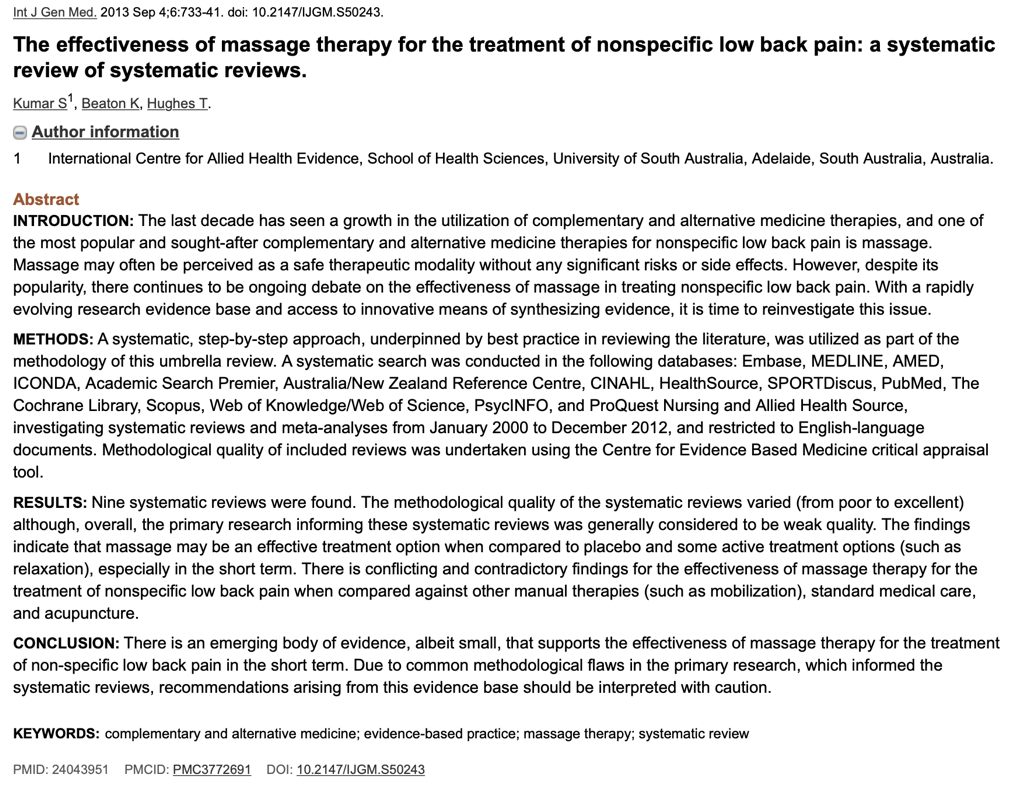 Int J Gen Med. 2013 Sep 4;6:733-41. doi: 10.2147/IJGM.S50243.
The effectiveness of massage therapy for the treatment of nonspecific low back pain: a systematic
review of systematic reviews.
Kumar S1, Beaton K, Hughes T.
Author information
1 International Centre for Allied Health Evidence, School of Health Sciences, University of South Australia, Adelaide, South Australia, Australia.
Abstract
INTRODUCTION: The last decade has seen a growth in the utilization of complementary and alternative medicine therapies, and one of
the most popular and sought-after complementary and alternative medicine therapies for nonspecific low back pain is massage.
Massage may often be perceived as a safe therapeutic modality without any significant risks or side effects. However, despite its
popularity, there continues to be ongoing debate on the effectiveness of massage in treating nonspecific low back pain. With a rapidly
evolving research evidence base and access to innovative means of synthesizing evidence, it is time to reinvestigate this issue.
METHODS: A systematic, step-by-step approach, underpinned by best practice in reviewing the literature, was utilized as part of the
methodology of this umbrella review. A systematic search was conducted in the following databases: Embase, MEDLINE, AMED,
ICONDA, Academic Search Premier, Australia/New Zealand Reference Centre, CINAHL, HealthSource, SPORTDiscus, PubMed, The
Cochrane Library, Scopus, Web of Knowledge/Web of Science, PsycINFO, and ProQuest Nursing and Allied Health Source,
investigating systematic reviews and meta-analyses from January 2000 to December 2012, and restricted to English-language
documents. Methodological quality of included reviews was undertaken using the Centre for Evidence Based Medicine critical appraisal
tool.
RESULTS: Nine systematic reviews were found. The methodological quality of the systematic reviews varied (from poor to excellent)
although, overall, the primary research informing these systematic reviews was generally considered to be weak quality. The findings
indicate that massage may be an effective treatment option when compared to placebo and some active treatment options (such as
relaxation), especially in the short term. There is conflicting and contradictory findings for the effectiveness of massage therapy for the
treatment of nonspecific low back pain when compared against other manual therapies (such as mobilization), standard medical care,
and acupuncture.
CONCLUSION: There is an emerging body of evidence, albeit small, that supports the effectiveness of massage therapy for the treatment
of non-specific low back pain in the short term. Due to common methodological flaws in the primary research, which informed the
systematic reviews, recommendations arising from this evidence base should be interpreted with caution.
KEYWORDS: complementary and alternative medicine; evidence-based practice; massage therapy; systematic review
PMID: 24043951 PMCID: PMC3772691 DOI: 10.2147/IJGM.S50243